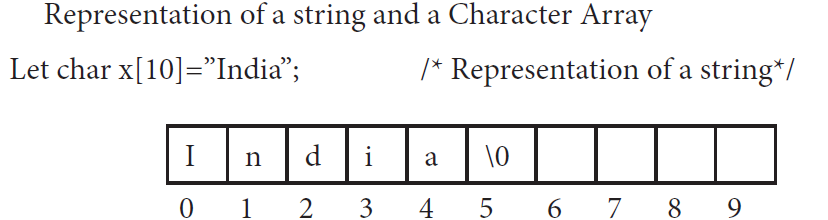 Representation of a string and a Character Array
Let char x[10]=”India”; /* Representation of a string*/
I n d i a \0
0 1 2 3 4 5 6 7 8 9